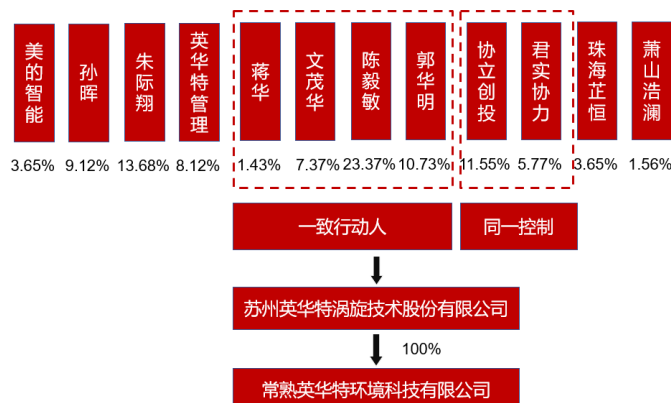 美的智能
孙晖
朱际翔
英华特管理
蒋华
文茂华
陈毅敏
郭华明
协立创投
君实协力
珠海芷恒
萧山浩澜
3.65%
9.12%
13.68%
8.12%
1.43%
7.37%
23.37%
10.73%
11.55%
5.77%
3.65%
1.56%
一致行动人
同一控制
苏州英华特涡旋技术股份有限公司
100%
常熟英华特环境科技有限公司